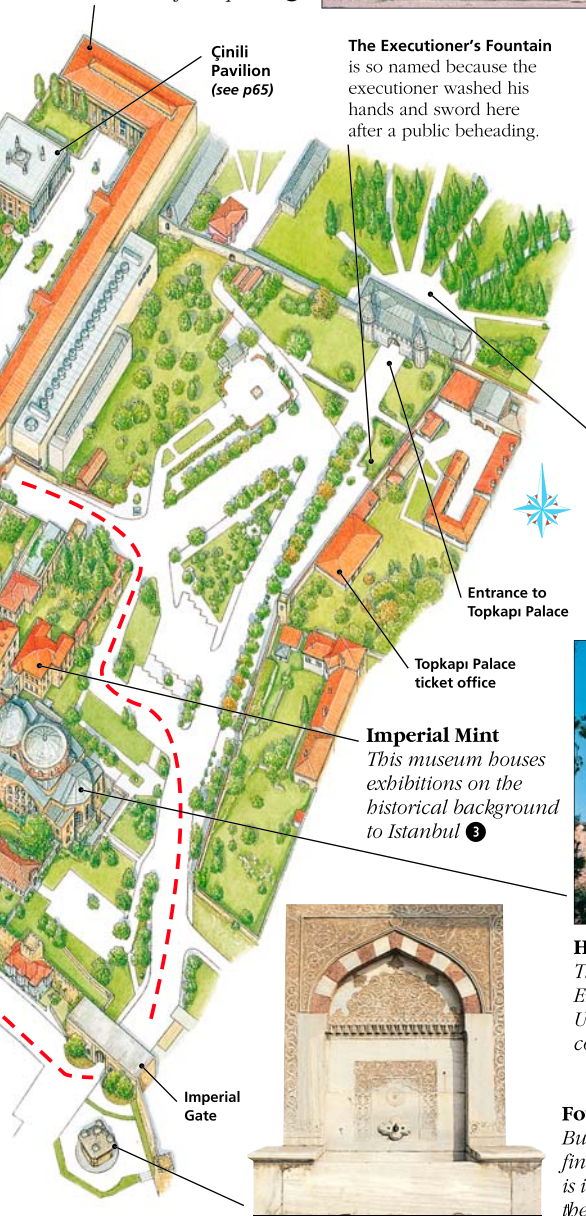 Çinili
Pavilion
(see p65)
The Executioner's Fountain
is so named because the
executioner washed his
hands and sword here
after a public beheading.
Entrance to
Topkapı Palace
Topkapı Palace
ticket office
Imperial Mint
This museum houses
exhibitions on the
historical background
to Istanbul 3
Imperial
Gate
is
the